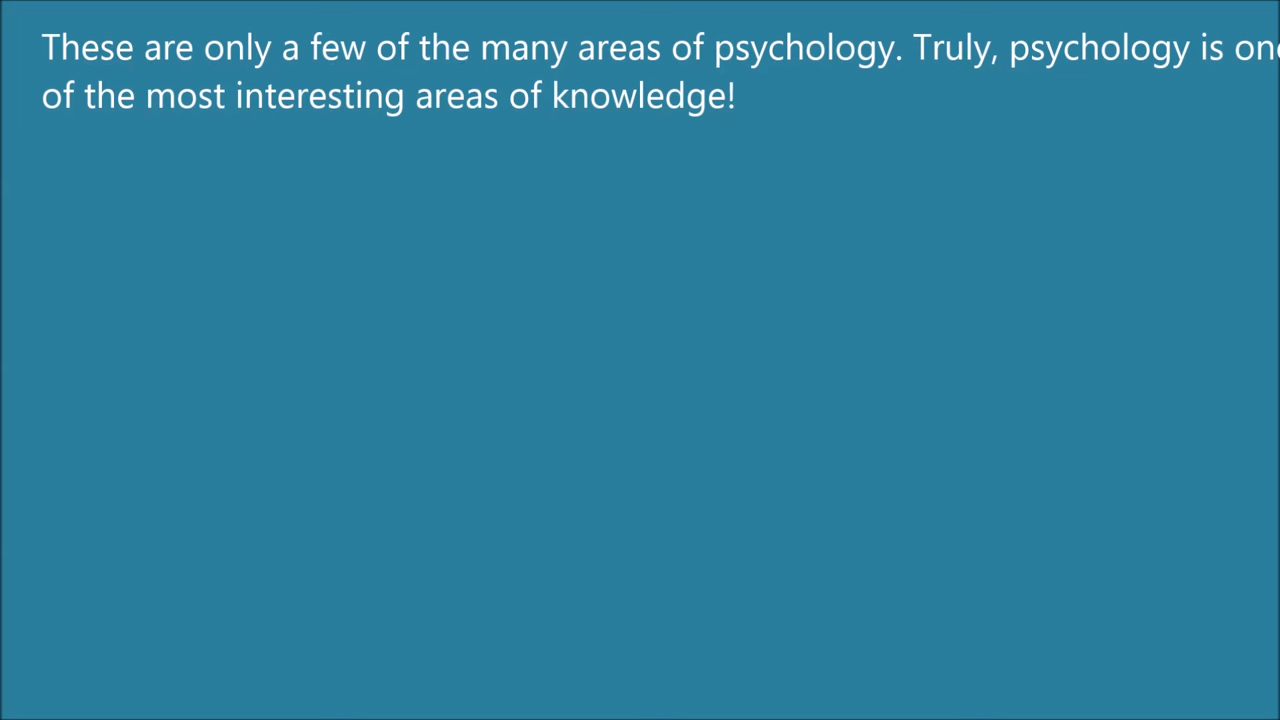 These are only a few of the many areas of psychology. Truly, psychology is one
of the most interesting areas of knowledge!